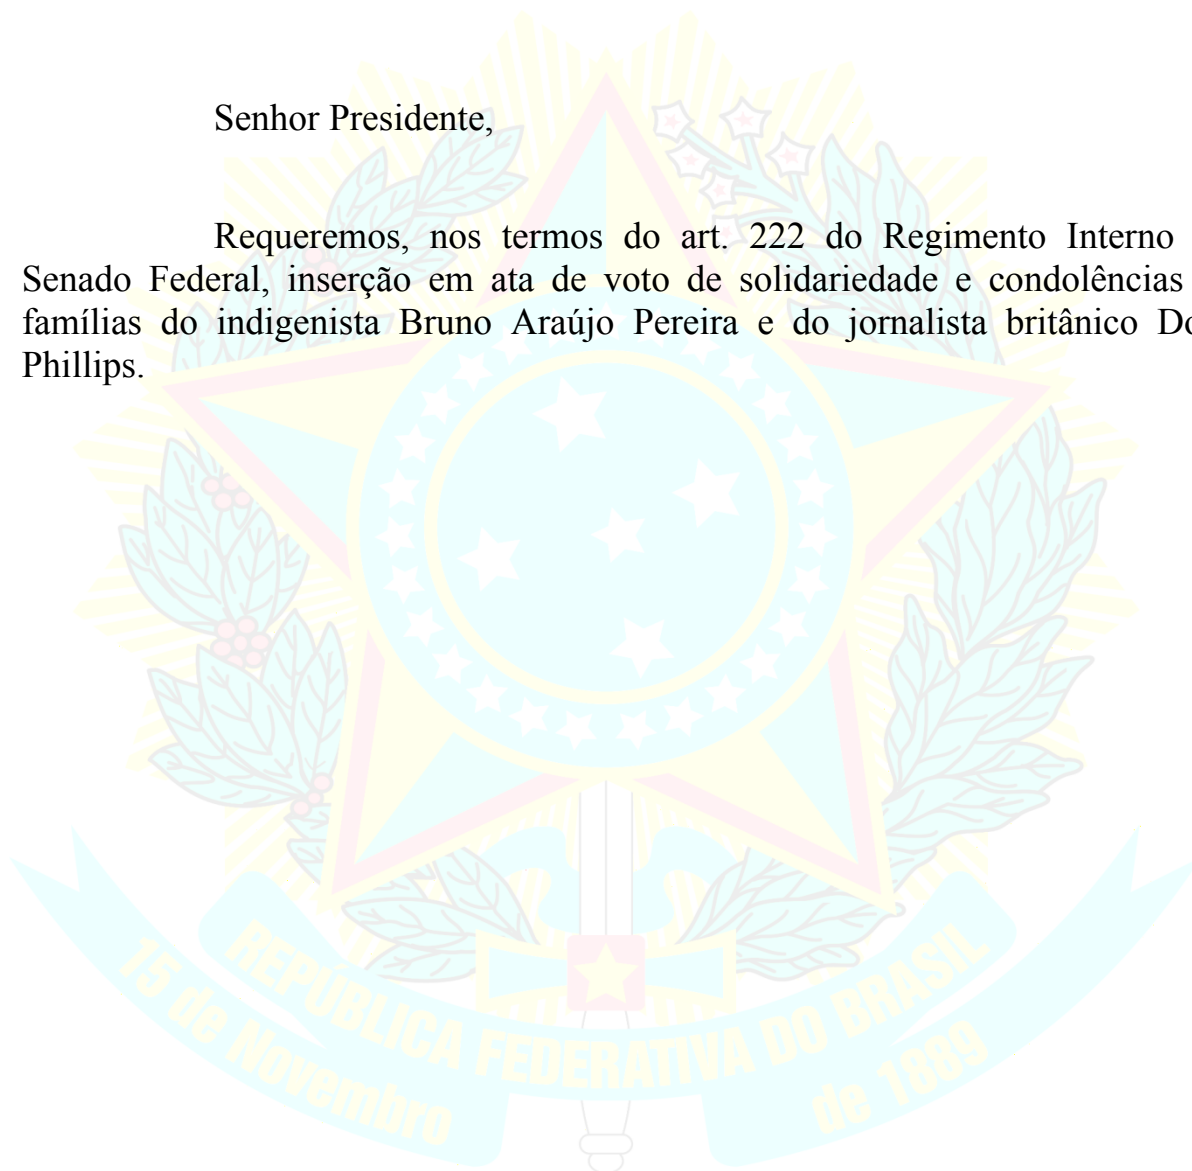 Senhor Presidente,
Requeremos, nos termos do art. 222 do Regimento Interno
Senado Federal, inserção em ata de voto de solidariedade e condolências
famílias do indigenista Bruno Araújo Pereira e do jornalista britânico
Phillips.
REPÚBLICA FEDERATIVA DO BRASIL
15 de Novembro
de 1889